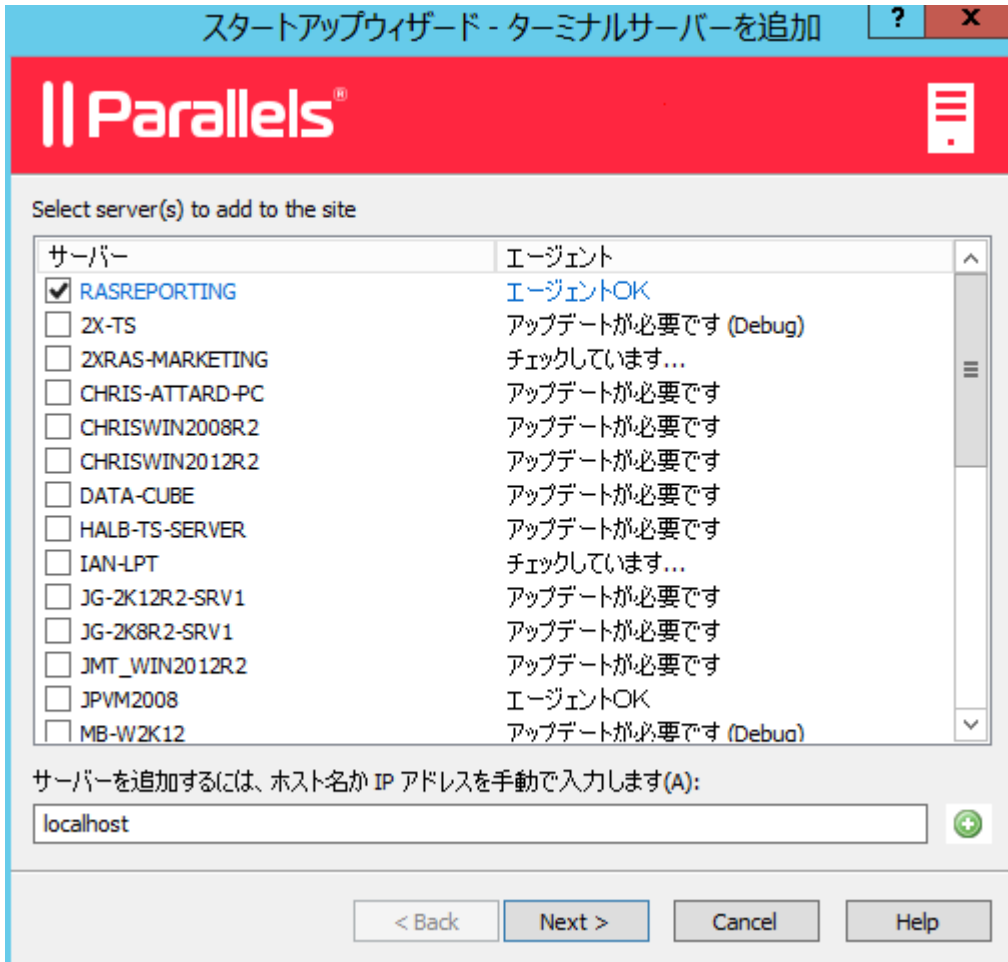 スタートアップウィザード - ターミナルサーバーを追加 ? x
Parallels®
Select server(s) to add to the site
サーバー エージェント
RASREPORTING エージェントOK
2X-TS アップデートが必要です (Debug)
2XRAS-MARKETING チェックしています...
CHRIS-ATTARD-PC アップデートが必要です
CHRISWIN2008R2 アップデートが必要です
CHRISWIN2012R2 アップデートが必要です
DATA-CUBE アップデートが必要です
HALB-TS-SERVER アップデートが必要です
IAN-LPT チェックしています...
JG-2K12R2-SRV1 アップデートが必要です
JG-2K8R2-SRV1 アップデートが必要です
JMT_WIN2012R2 アップデートが必要です
JPVM2008 エージェントOK
MB-W2K12 アップデートが必要です (Debug)
サーバーを追加するには、ホスト名か IP アドレスを手動で入力します(A):
localhost
< Back Next > Cancel Help